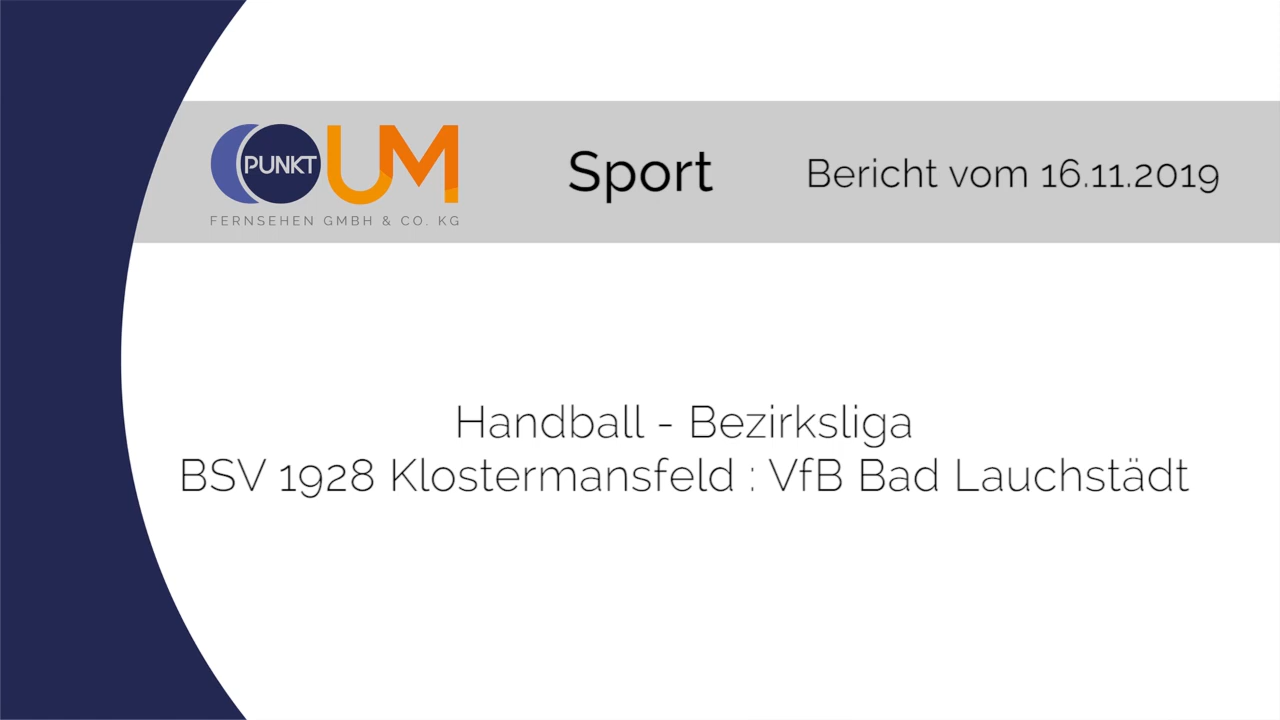 PUNKT UM
FERNSEHEN GMBH & CO. KG
Sport
Bericht vom 16.11.2019
Handball - Bezirksliga
BSV 1928 Klostermansfeld : VfB Bad Lauchstädt